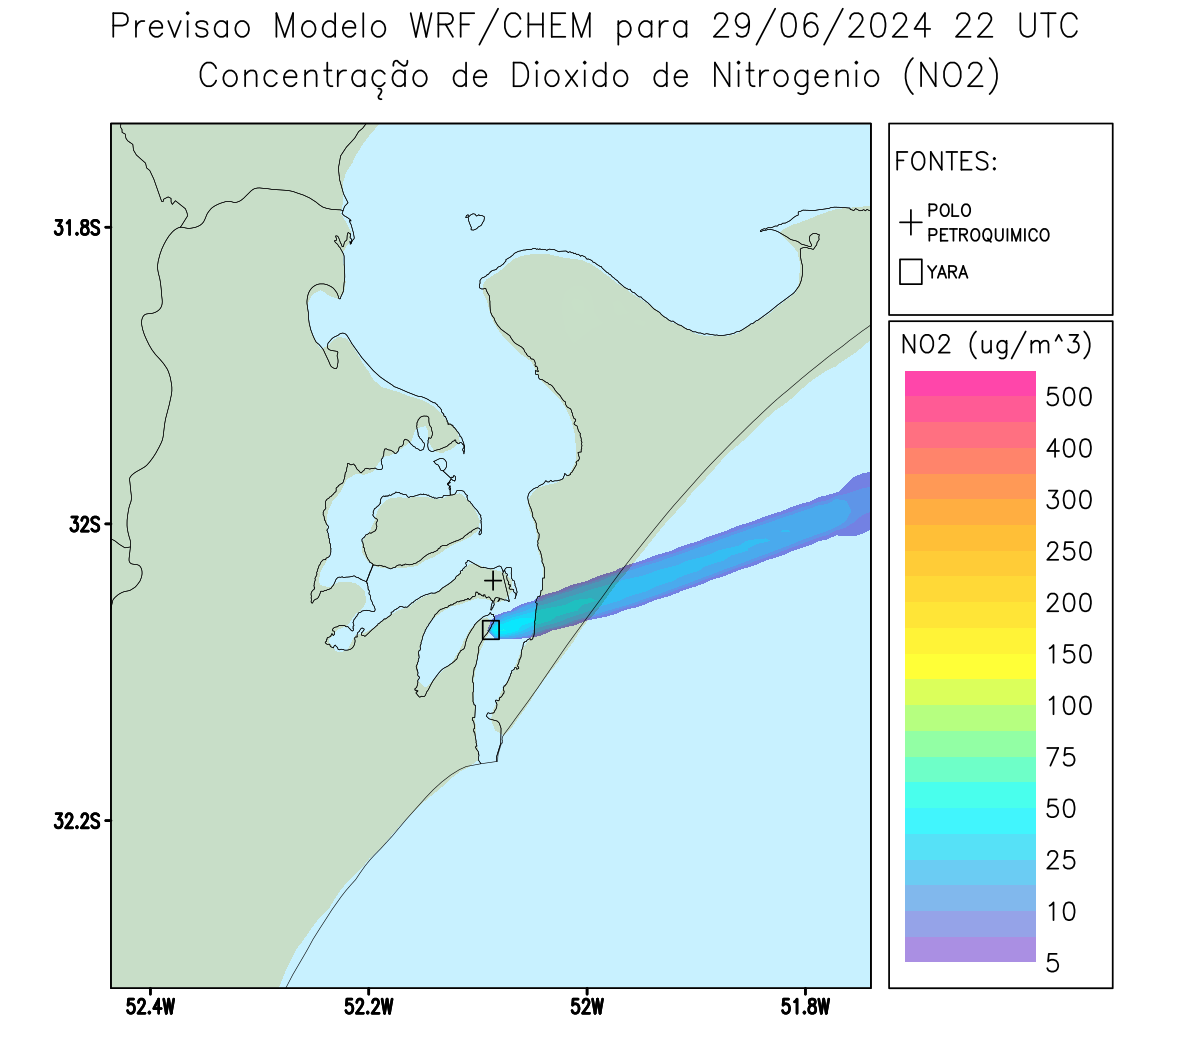 Previsao Modelo WRF/CHEM para 29/06/2024 22 UTC
Concentração de Dioxido de Nitrogenio (NO2)
FONTES:
POLO
PETROQUIMICO
YARA
NO2 (ug/m^3)
500
400
300
250
200
150
100
75
50
25
10
5
31.8S
32S
32.2S
52.4W
52.2W
52W
51.8W